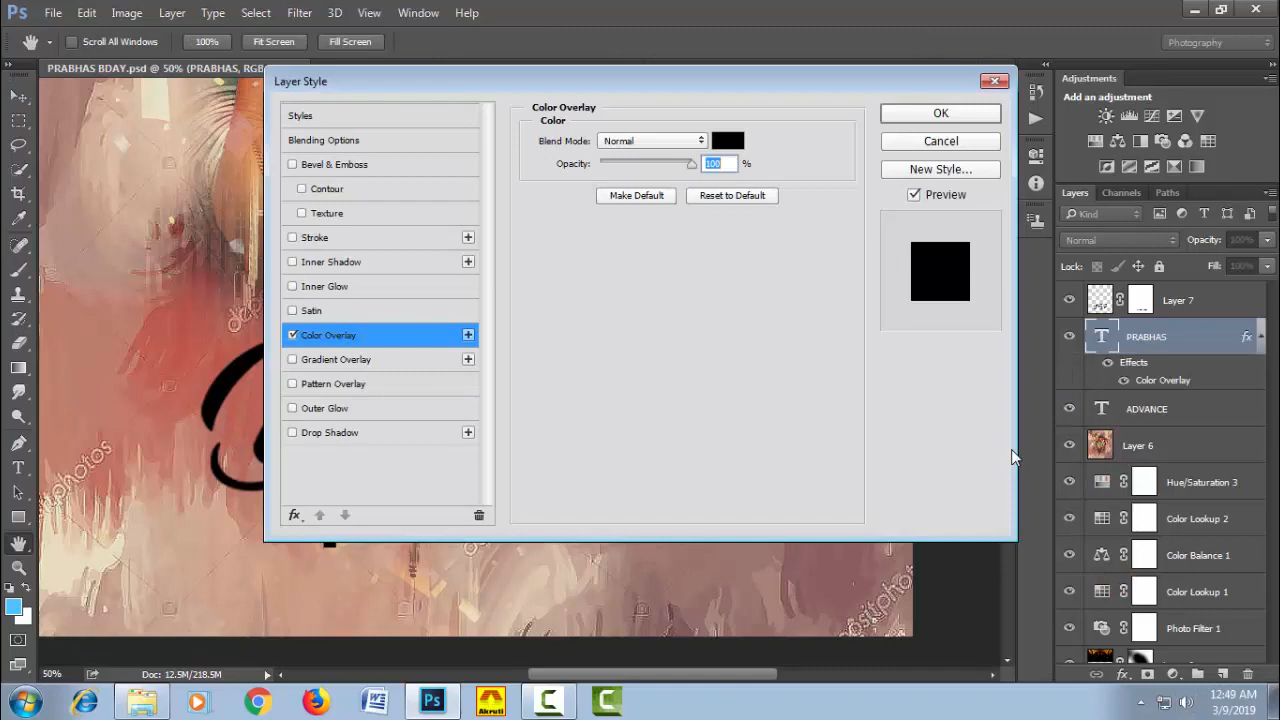 Ps File Edit Image Layer Type Select Filter 3D View Window Help
Scroll All Windows 100% Fit Screen Fill Screen Photography
PRABHAS BDAY.psd @ 50% (PRABHAS, RGB
Layer Style
Styles
Blending Options
Bevel & Emboss
Contour
Texture
Stroke
Inner Shadow
Inner Glow
Satin
Color Overlay
Gradient Overlay
Pattern Overlay
Outer Glow
Drop Shadow
fx
Color Overlay
Color
Blend Mode: Normal
Opacity: 100 %
Make Default Reset to Default
OK
Cancel
New Style...
Preview
Adjustments
Add an adjustment
Layers Channels Paths
Kind
Normal Opacity: 100%
Lock: Fill: 100%
Layer 7
T PRABHAS fx
Effects
Color Overlay
T ADVANCE
Layer 6
Hue/Saturation 3
Color Lookup 2
Color Balance 1
Color Lookup 1
Photo Filter 1
fx
50% Doc: 12.5M/218.5M
Ps Akruti
12:49 AM
3/9/2019